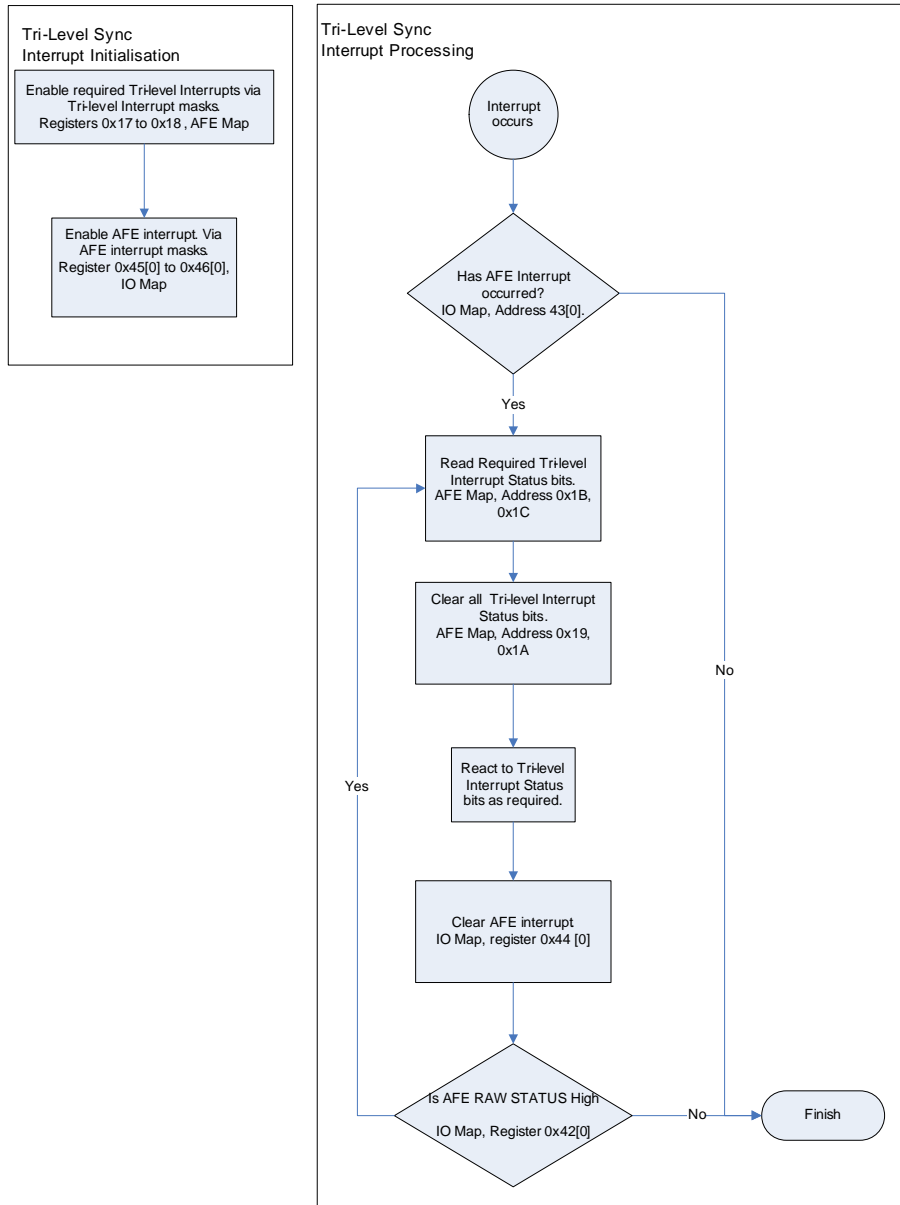 Tri-Level Sync
Interrupt Initialisation
Enable required Tri-level Interrupts via
Tri-level Interrupt masks.
Registers 0x17 to 0x18 , AFE Map
Enable AFE interrupt. Via
AFE interrupt masks.
Register 0x45[0] to 0x46[0],
IO Map
Tri-Level Sync
Interrupt Processing
Interrupt
occurs
Has AFE Interrupt
occurred?
IO Map, Address 43[0].
Yes
Read Required Tri-level
Interrupt Status bits.
AFE Map, Address 0x1B,
0x1C
Clear all Tri-level Interrupt
Status bits.
AFE Map, Address 0x19,
0x1A
No
React to Tri-level
Interrupt Status
bits as required.
Yes
Clear AFE interrupt
IO Map, register 0x44 [0]
Is AFE RAW STATUS High
IO Map, Register 0x42[0]
No
Finish